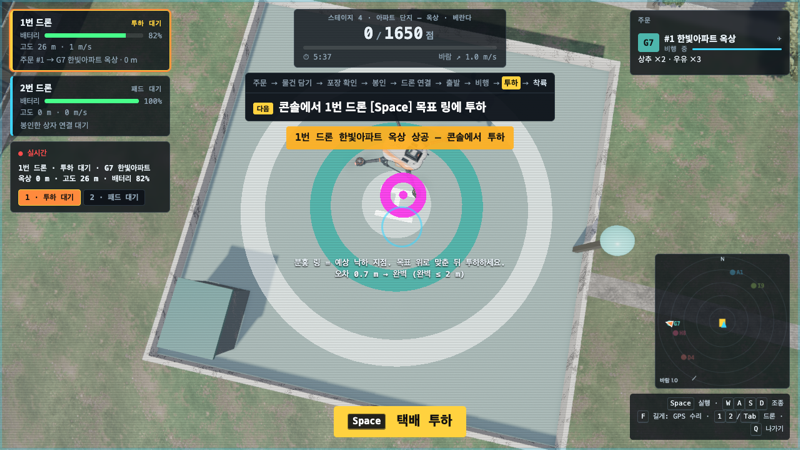 1번 드론
투하 대기
배터리 82%
고도 26 m · 1 m/s
주문 #1 → G7 한빛아파트 옥상 · 0 m
2번 드론
패드 대기
배터리 100%
고도 0 m · 0 m/s
봉인한 상자 연결 대기
● 실시간
1번 드론 · 투하 대기 · G7 한빛아파트
옥상 0 m · 고도 26 m · 배터리 82%
1 · 투하 대기
2 · 패드 대기
스테이지 4 · 아파트 단지 — 옥상 · 베란다
0 / 1650점
5:37
바람 ↗ 1.0 m/s
주문 → 물건 담기 → 포장 확인 → 봉인 → 드론 연결 → 출발 → 비행 → 투하 → 착륙
다음 콘솔에서 1번 드론 [Space] 목표 링에 투하
1번 드론 한빛아파트 옥상 상공 — 콘솔에서 투하
분홍 링 = 예상 낙하 지점. 목표 위로 맞춘 뒤 투하하세요.
오차 0.7 m → 완벽 (완벽 ≤ 2 m)
주문
G7
#1 한빛아파트 옥상
비행 중
상추 ×2 · 우유 ×3
N
G7
바람 1.0
Space 택배 투하
Space 실행 · W A S D 조종
F 길게: GPS 수리 · 1 2 / Tab 드론 ·
Q 나가기